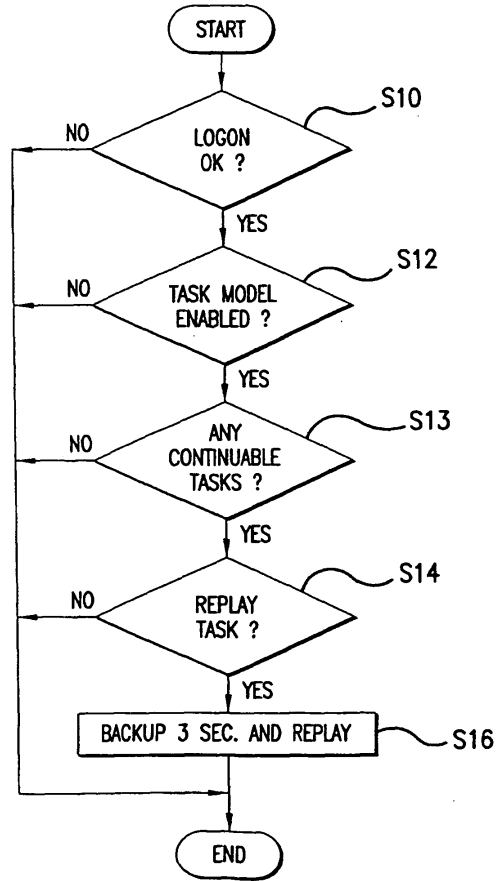 START
S10
NO
LOGON
OK ?
YES
S12
NO
TASK MODEL
ENABLED ?
YES
S13
NO
ANY
CONTINUABLE
TASKS ?
YES
S14
NO
REPLAY
TASK ?
YES
BACKUP 3 SEC. AND REPLAY
S16
END